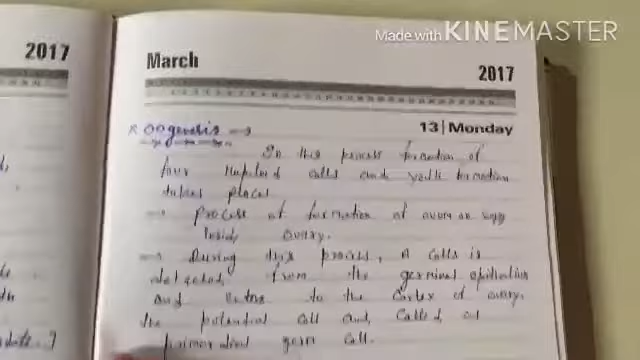 Made with KINEMASTER
2017
March
2017
13|Monday
Oogenesis →
In this process formation of
four haploid cells and yolk formation
takes place
→ Process of formation of ovum or egg
inside ovary.
→ During this process, A cells is
detached from the germinal epithelium
and enters to the cortex of ovary.
the potential cell and called as
primordial germ cell.